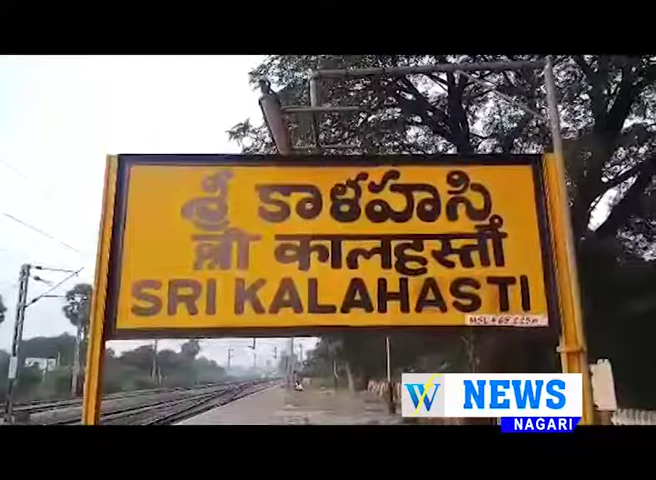 శ్రీ కాళహస్తి
श्री कालहस्ती
SRI KALAHASTI
W NEWS
NAGARI